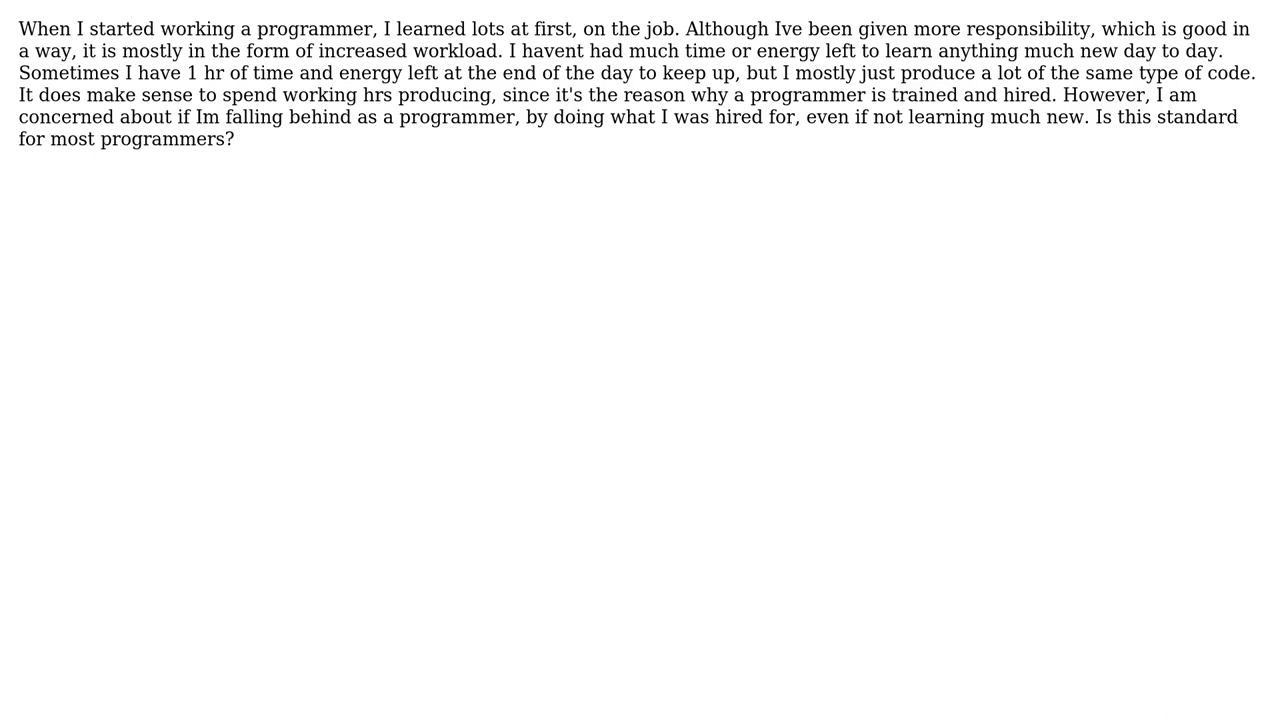 When I started working a programmer, I learned lots at first, on the job. Although Ive been given more responsibility, which is good in
a way, it is mostly in the form of increased workload. I havent had much time or energy left to learn anything much new day to day.
Sometimes I have 1 hr of time and energy left at the end of the day to keep up, but I mostly just produce a lot of the same type of code.
It does make sense to spend working hrs producing, since it's the reason why a programmer is trained and hired. However, I am
concerned about if Im falling behind as a programmer, by doing what I was hired for, even if not learning much new. Is this standard
for most programmers?